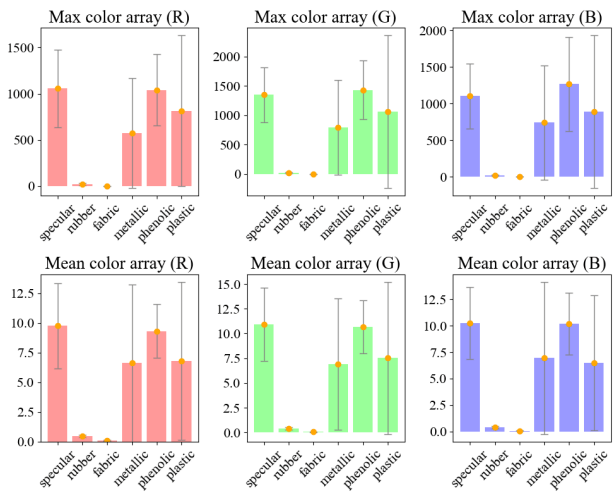 Max color array (R)
Max color array (G)
Max color array (B)
1500
1000
500
0
2000
1500
1000
500
0
2000
1500
1000
500
0
specular
rubber
fabric
metallic
phenolic
plastic
specular
rubber
fabric
metallic
phenolic
plastic
specular
rubber
fabric
metallic
phenolic
plastic
Mean color array (R)
Mean color array (G)
Mean color array (B)
12.5
10.0
7.5
5.0
2.5
0.0
15.0
12.5
10.0
7.5
5.0
2.5
0.0
12.5
10.0
7.5
5.0
2.5
0.0
specular
rubber
fabric
metallic
phenolic
plastic
specular
rubber
fabric
metallic
phenolic
plastic
specular
rubber
fabric
metallic
phenolic
plastic